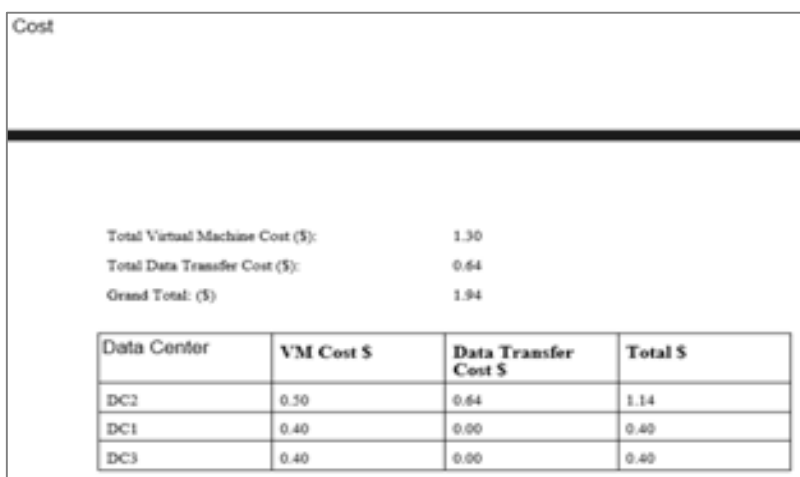 Cost
Total Virtual Machine Cost ($): 1.30
Total Data Transfer Cost ($): 0.64
Grand Total: ($) 1.94
Data Center VM Cost $ Data Transfer Cost $ Total $
DC2 0.50 0.64 1.14
DC1 0.40 0.00 0.40
DC3 0.40 0.00 0.40